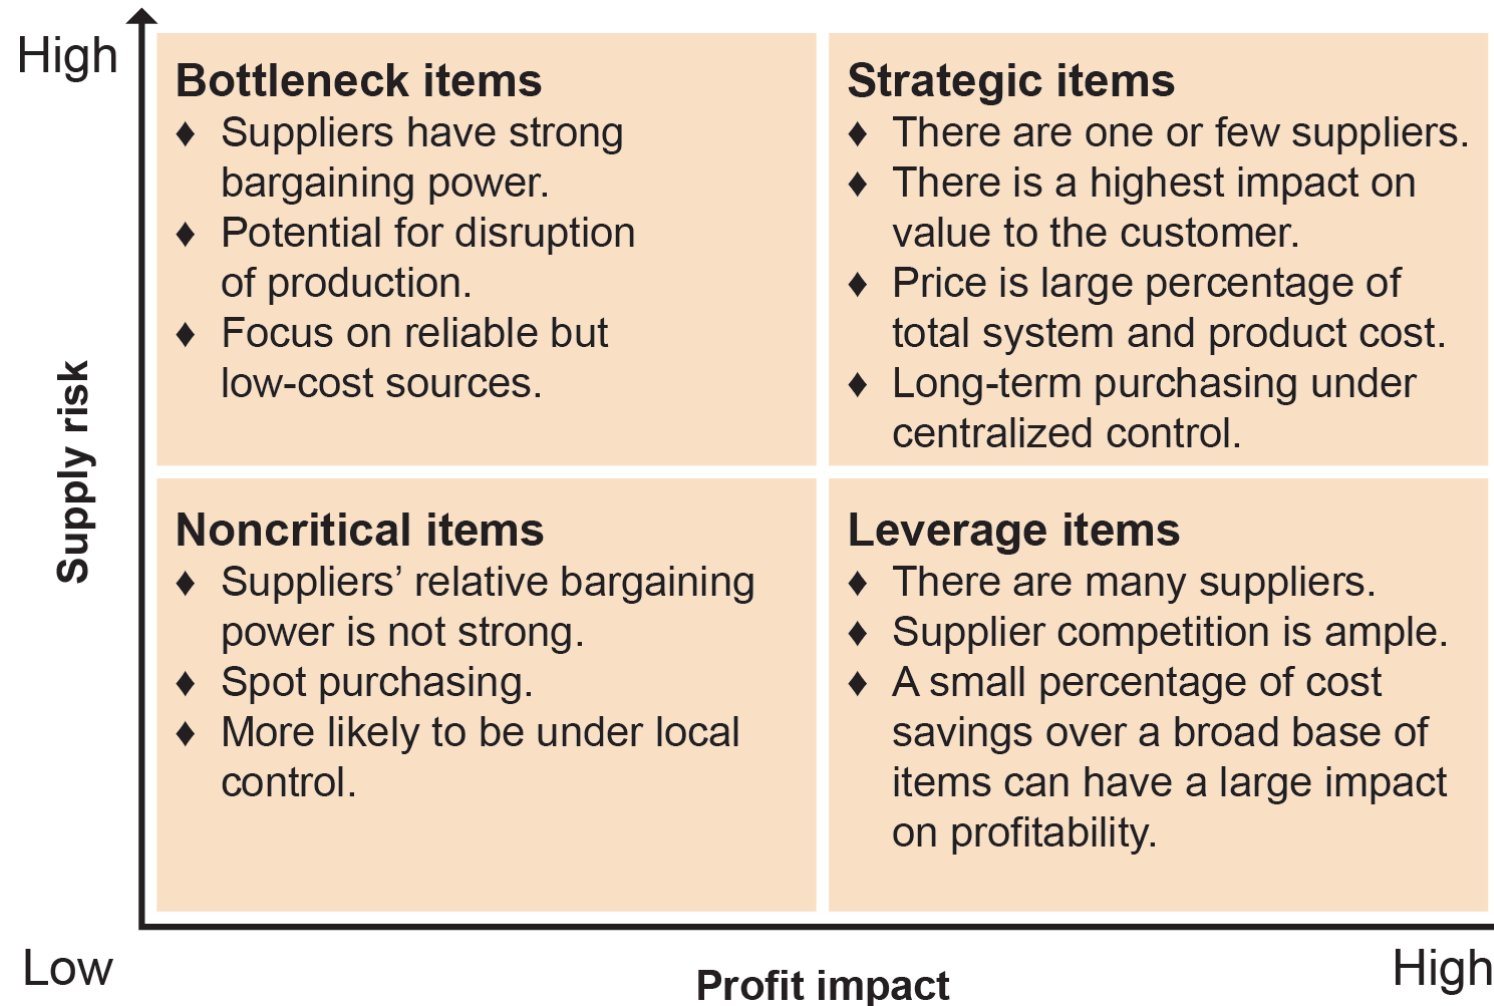 High
Supply risk
Low
Bottleneck items
♦ Suppliers have strong
bargaining power.
♦ Potential for disruption
of production.
♦ Focus on reliable but
low-cost sources.
Strategic items
♦ There are one or few suppliers.
♦ There is a highest impact on
value to the customer.
♦ Price is large percentage of
total system and product cost.
♦ Long-term purchasing under
centralized control.
Noncritical items
♦ Suppliers’ relative bargaining
power is not strong.
♦ Spot purchasing.
♦ More likely to be under local
control.
Leverage items
♦ There are many suppliers.
♦ Supplier competition is ample.
♦ A small percentage of cost
savings over a broad base of
items can have a large impact
on profitability.
Profit impact
High